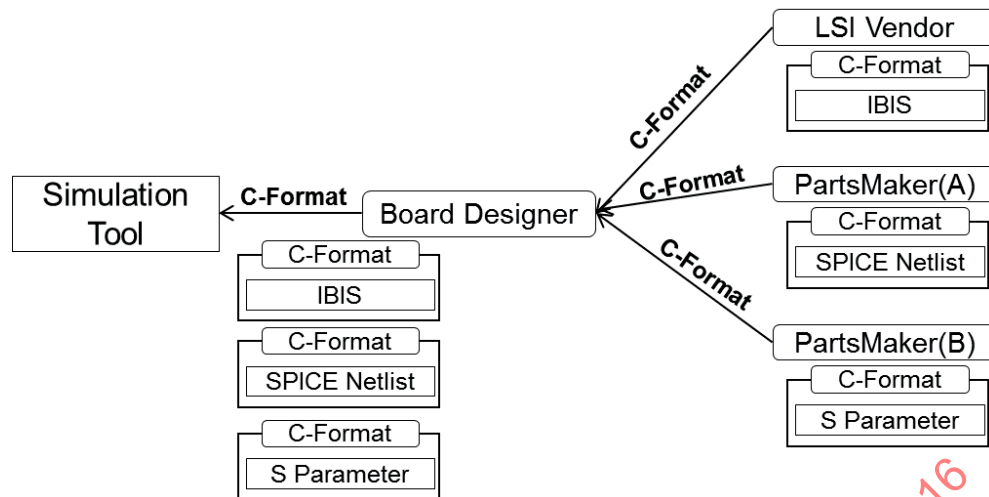 LSI Vendor
C-Format
IBIS
C-Format
PartsMaker(A)
C-Format
C-Format
SPICE Netlist
Simulation
Tool
C-Format
Board Designer
C-Format
PartsMaker(B)
C-Format
S Parameter
C-Format
IBIS
C-Format
SPICE Netlist
C-Format
S Parameter
16